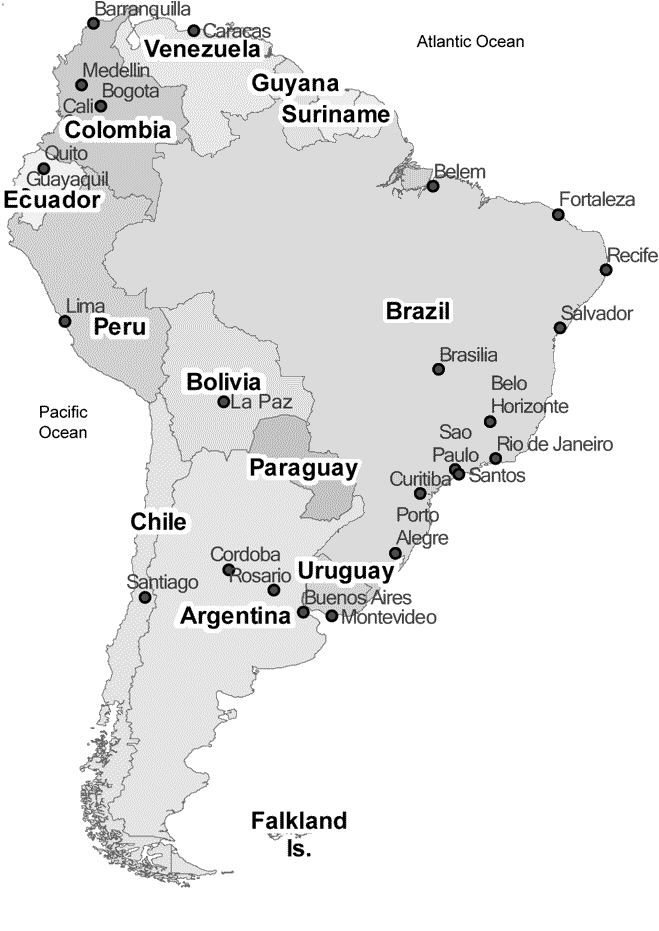 Barranquilla
Caracas
Atlantic Ocean
Venezuela
Medellin
Guyana
Bogota
Cali
Suriname
Colombia
Quito
Belem
Guayaquil
Ecuador
Fortaleza
Recife
Lima
Peru
Brazil
Salvador
Brasilia
Bolivia
La Paz
Belo
Horizonte
Pacific
Ocean
Sao
Paulo
Rio de Janeiro
Paraguay
Santos
Curitiba
Chile
Porto
Alegre
Cordoba
Rosario
Uruguay
Santiago
Buenos Aires
Argentina
Montevideo
Falkland
Is.